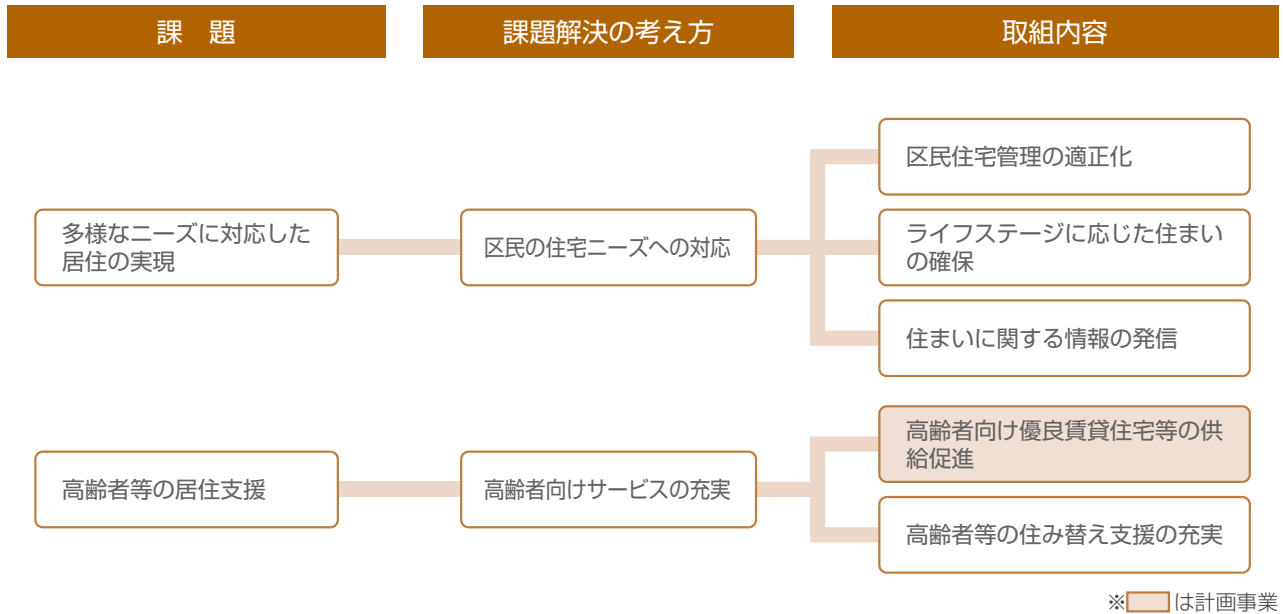 課　題
課題解決の考え方
取組内容
多様なニーズに対応した
居住の実現
区民の住宅ニーズへの対応
区民住宅管理の適正化
ライフステージに応じた住まい
の確保
住まいに関する情報の発信
高齢者等の居住支援
高齢者向けサービスの充実
高齢者向け優良賃貸住宅等の供
給促進
高齢者等の住み替え支援の充実
※は計画事業